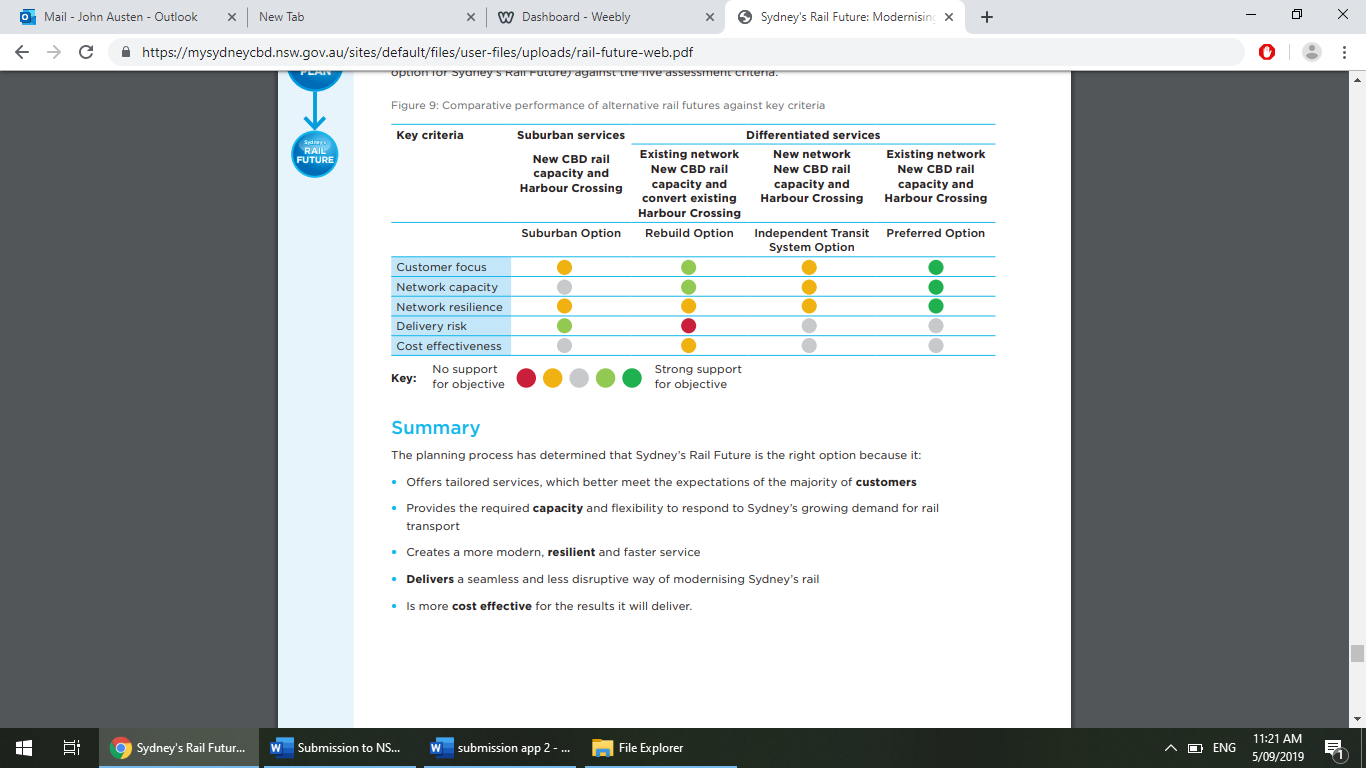 Mail - John Austen - Outlook
New Tab
Dashboard - Weebly
Sydney's Rail Future: Modernising
https://mysydneycbd.nsw.gov.au/sites/default/files/user-files/uploads/rail-future-web.pdf
PLAN
option for Sydney's Rail Future) against the five assessment criteria.
Sydney's
RAIL
FUTURE
Figure 9: Comparative performance of alternative rail futures against key criteria
Key criteria Suburban services Differentiated services
New CBD rail
capacity and
Harbour Crossing
Existing network
New CBD rail
capacity and
convert existing
Harbour Crossing
New network
New CBD rail
capacity and
Harbour Crossing
Existing network
New CBD rail
capacity and
Harbour Crossing
Suburban Option
Rebuild Option
Independent Transit
System Option
Preferred Option
Customer focus
Network capacity
Network resilience
Delivery risk
Cost effectiveness
Key:
No support
for objective
Strong support
for objective
Summary
The planning process has determined that Sydney's Rail Future is the right option because it:
• Offers tailored services, which better meet the expectations of the majority of customers
• Provides the required capacity and flexibility to respond to Sydney's growing demand for rail
transport
• Creates a more modern, resilient and faster service
• Delivers a seamless and less disruptive way of modernising Sydney's rail
• Is more cost effective for the results it will deliver.
Sydney's Rail Futur...
Submission to NS...
submission app 2 - ...
File Explorer
ENG
11:21 AM
5/09/2019
1